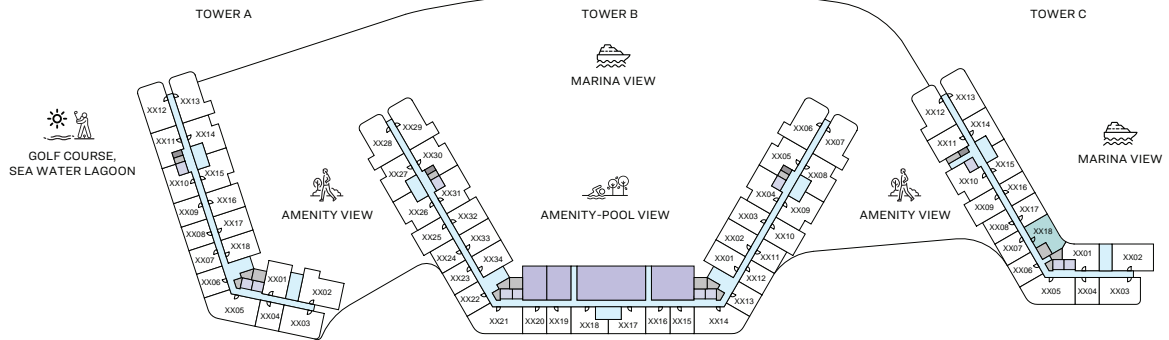 TOWER A
TOWER B
TOWER C
MARINA VIEW
GOLF COURSE,
SEA WATER LAGOON
AMENITY VIEW
AMENITY-POOL VIEW
AMENITY VIEW
MARINA VIEW
XX12
XX13
XX11
XX14
XX10
XX15
XX09
XX16
XX08
XX17
XX07
XX18
XX06
XX01
XX02
XX05
XX04
XX03
XX28
XX29
XX27
XX30
XX31
XX26
XX32
XX25
XX33
XX24
XX34
XX23
XX22
XX21
XX20
XX19
XX18
XX17
XX16
XX15
XX14
XX13
XX12
XX11
XX01
XX02
XX10
XX03
XX09
XX04
XX08
XX05
XX07
XX06
XX12
XX13
XX11
XX14
XX10
XX15
XX09
XX16
XX08
XX17
XX07
XX18
XX06
XX01
XX02
XX05
XX04
XX03